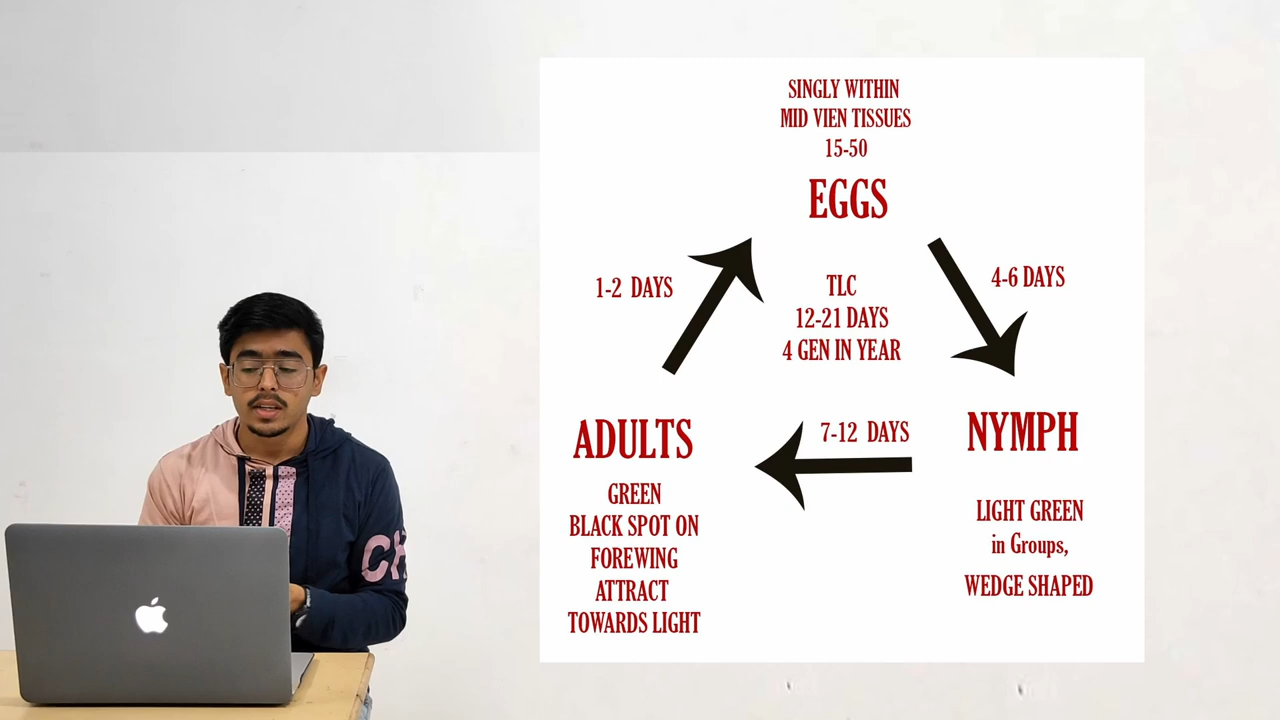 SINGLY WITHIN
MID VIEN TISSUES
15-50
EGGS
1-2 DAYS
4-6 DAYS
TLC
12-21 DAYS
4 GEN IN YEAR
ADULTS
7-12 DAYS
NYMPH
GREEN
BLACK SPOT ON
FOREWING
ATTRACT
TOWARDS LIGHT
LIGHT GREEN
in Groups,
WEDGE SHAPED
CH